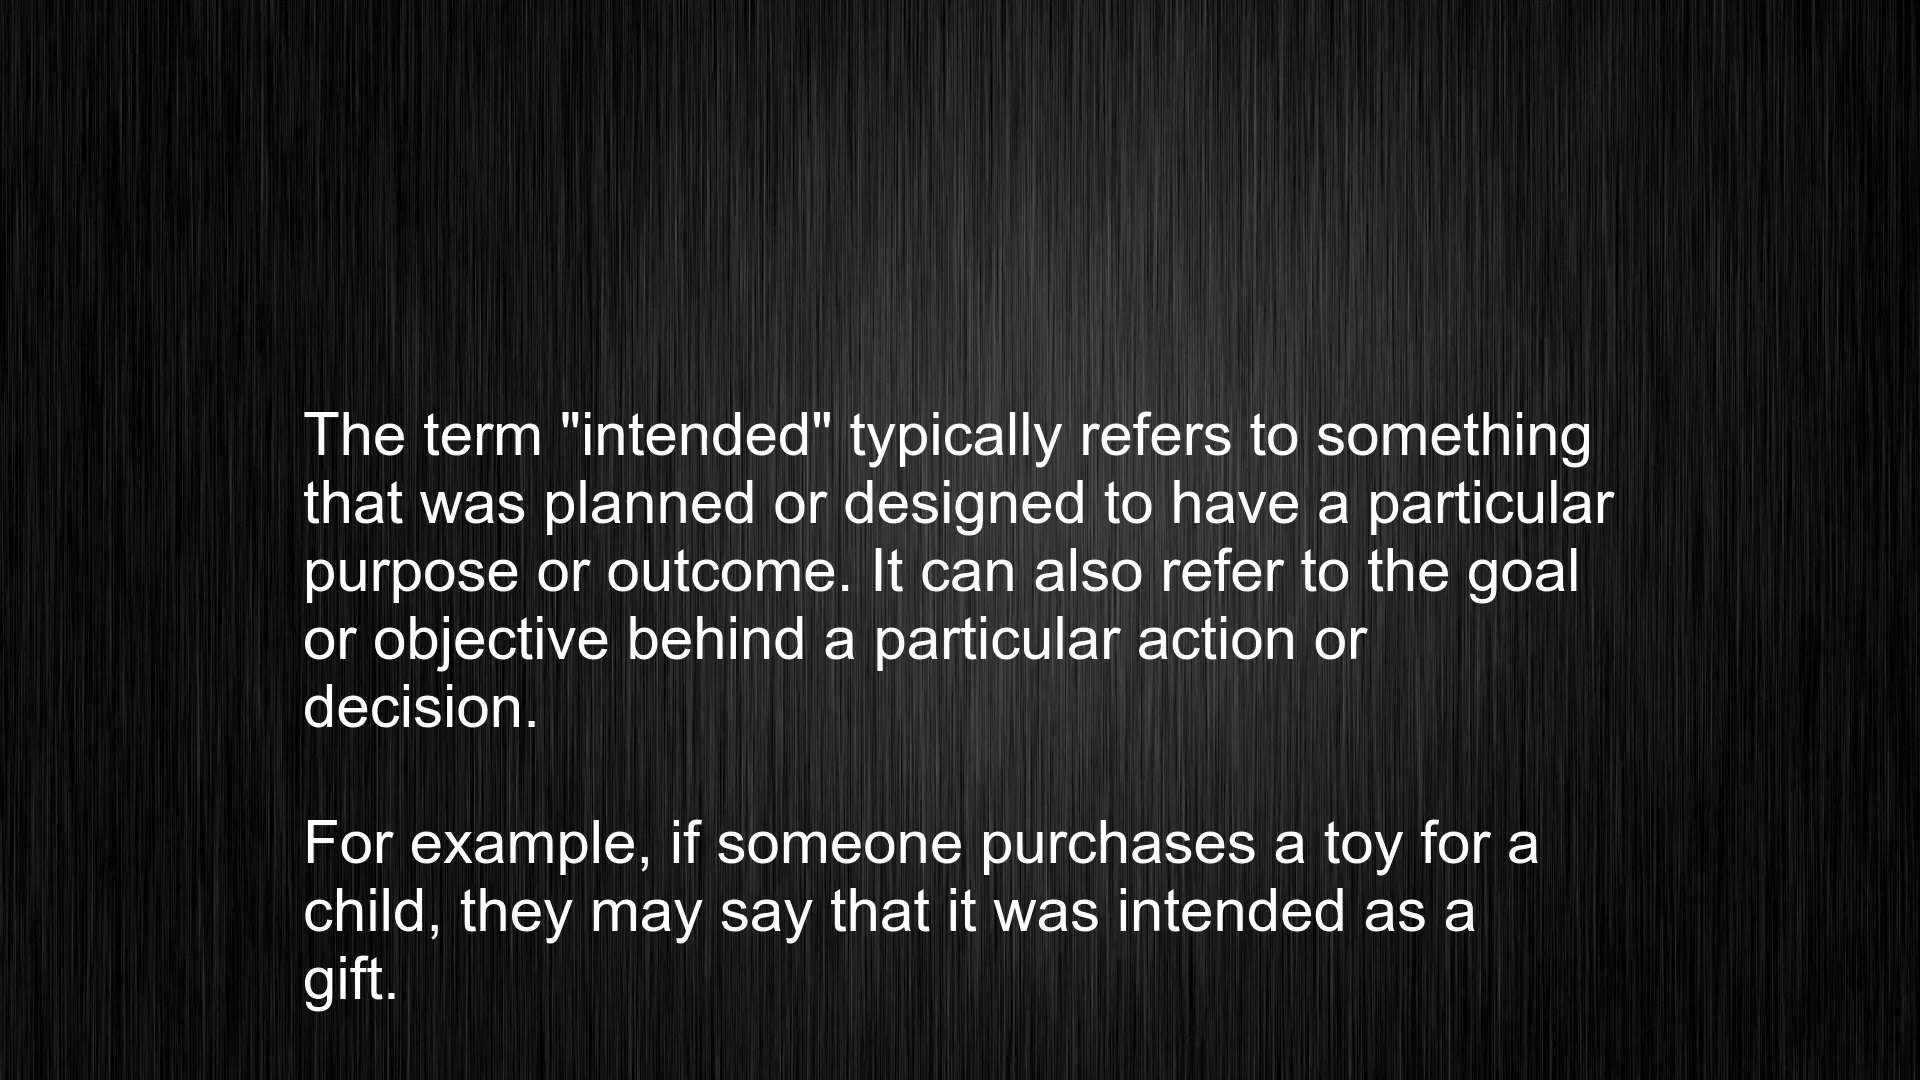 The term "intended" typically refers to something
that was planned or designed to have a particular
purpose or outcome. It can also refer to the goal
or objective behind a particular action or
decision.
For example, if someone purchases a toy for a
child, they may say that it was intended as a
gift.